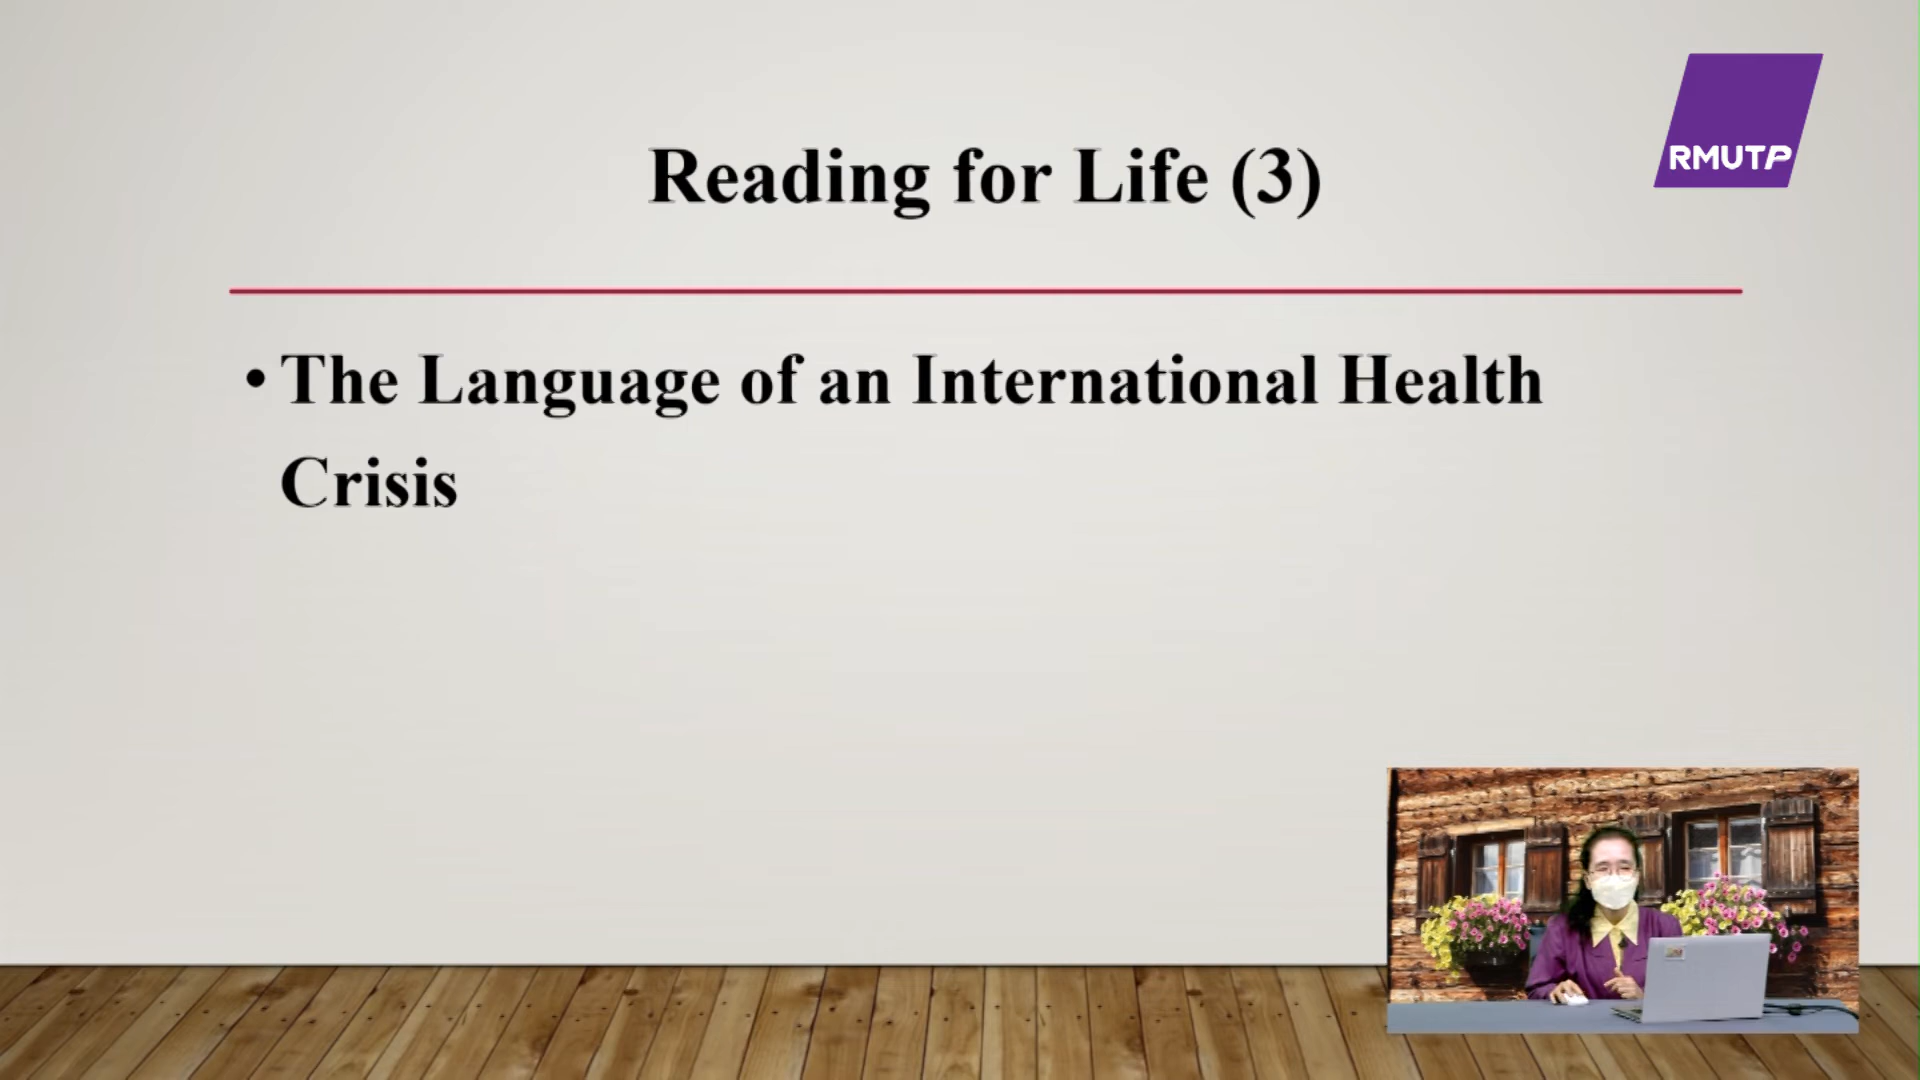 RMUTP
Reading for Life (3)
• The Language of an International Health
Crisis